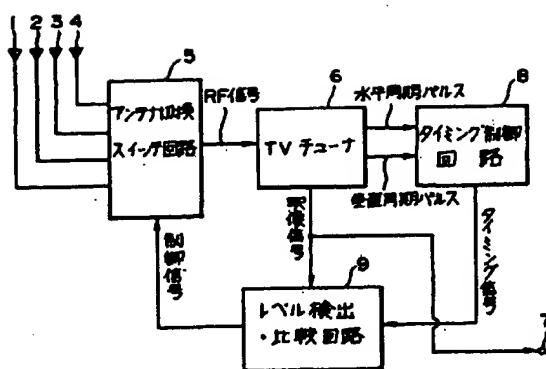 1 2 3 4
5
アンテナ切換
スイッチ回路
RF信号
6
TVチューナ
水平同期パルス
垂直同期パルス
8
タイミング制御
回路
制御信号
映像信号
タイミング信号
9
レベル検出
・比較回路
7